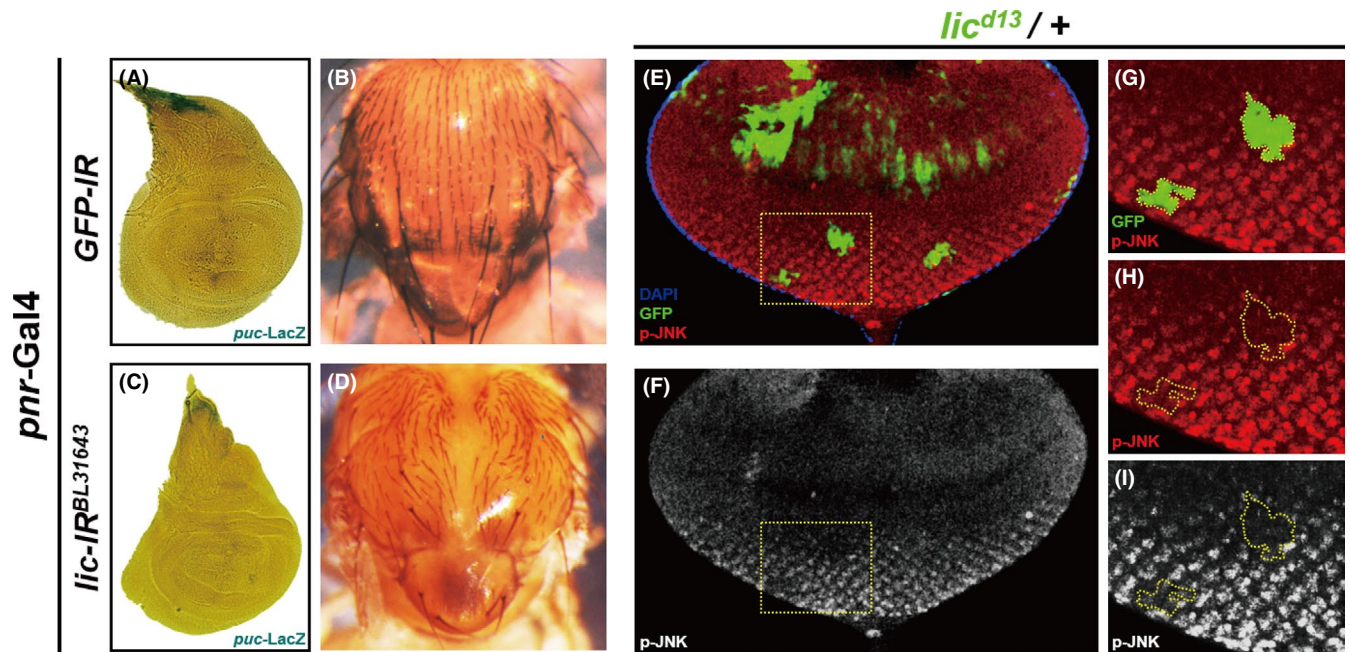 lic^d13 / +
pnr-Gal4
GFP-IR
lic-IR^BL31643
(A)
puc-LacZ
(B)
(C)
puc-LacZ
(D)
(E)
DAPI
GFP
p-JNK
(F)
p-JNK
(G)
GFP
p-JNK
(H)
p-JNK
(I)
p-JNK